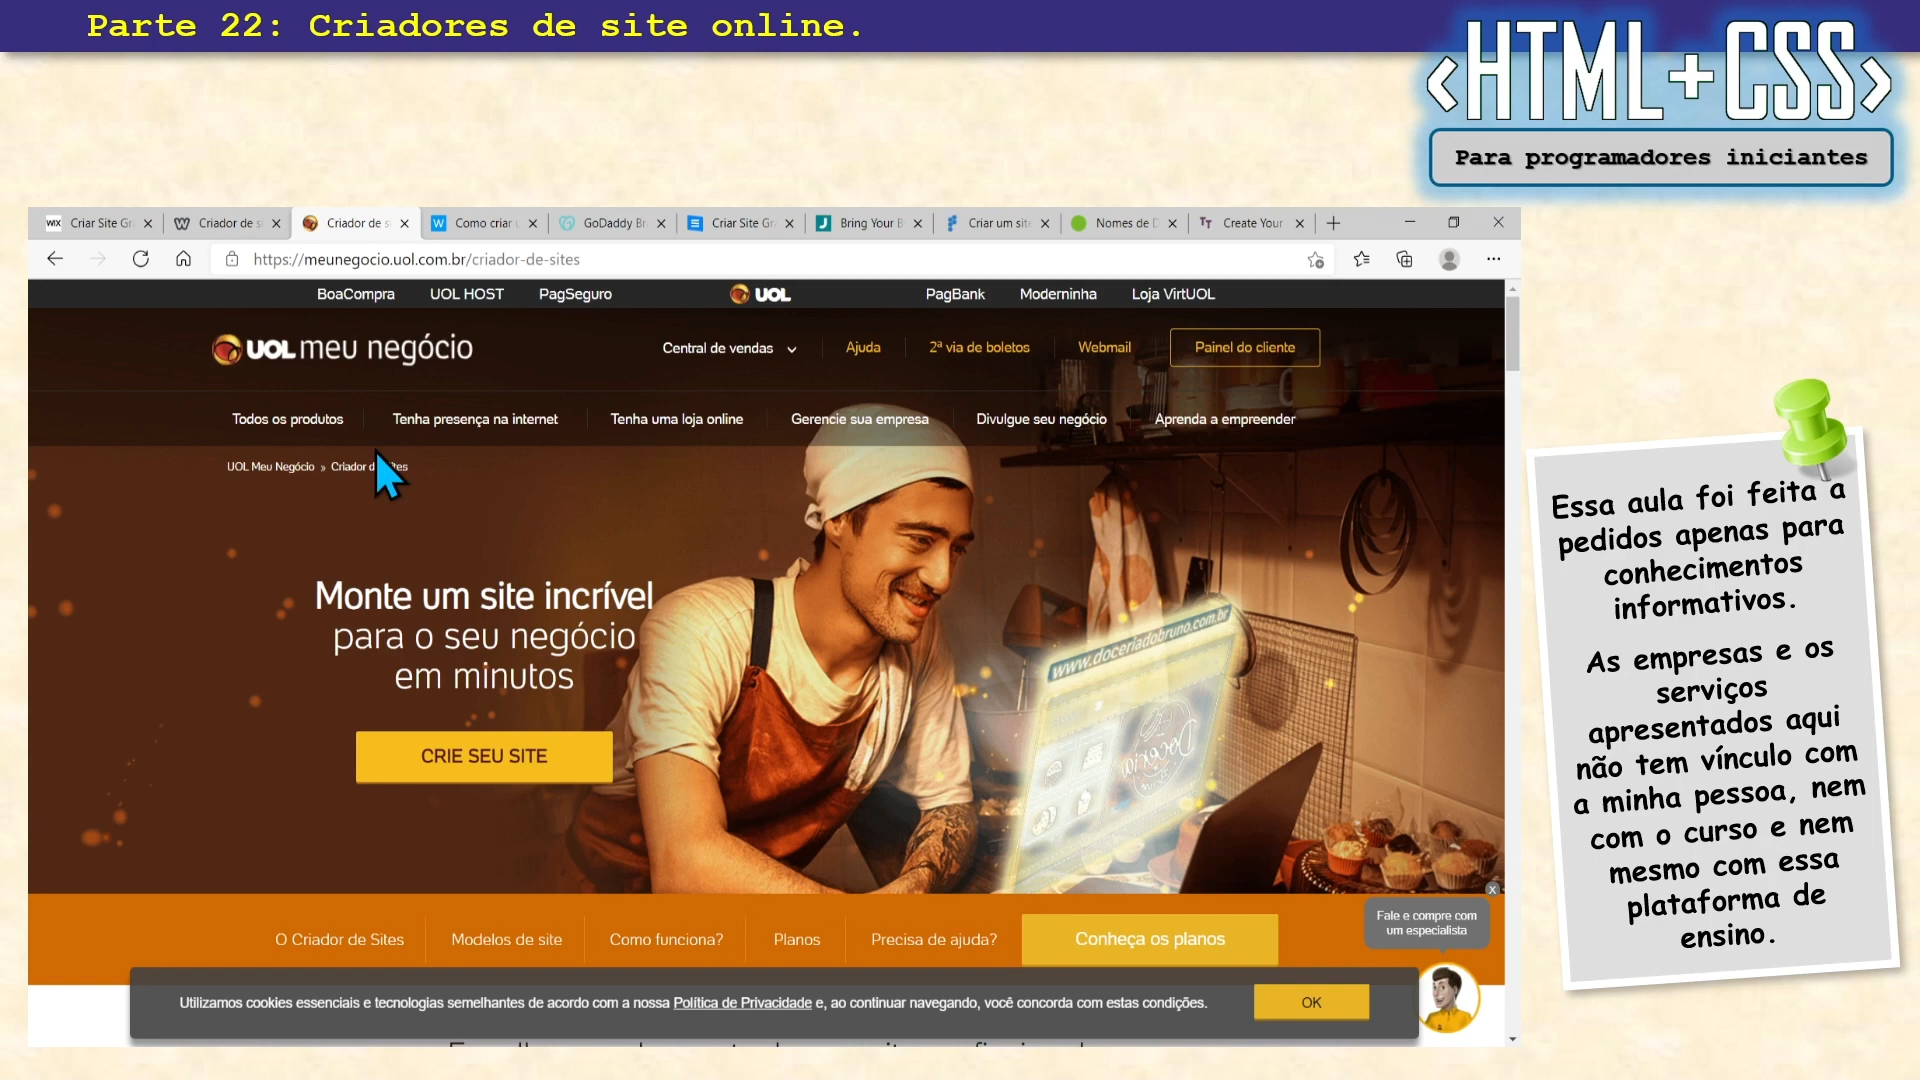 Parte 22: Criadores de site online.
<HTML+CSS>
Para programadores iniciantes
WIX Criar Site Gr
Criador de s
Criador de s
W Como criar
GoDaddy Br
Criar Site Gr
J Bring Your B
Criar um site
Nomes de D
TT Create Your
https://meunegocio.uol.com.br/criador-de-sites
BoaCompra UOL HOST PagSeguro UOL PagBank Moderninha Loja VirtUOL
UOL meu negócio
Central de vendas Ajuda 2ª via de boletos Webmail Painel do cliente
Todos os produtos Tenha presença na internet Tenha uma loja online Gerencie sua empresa Divulgue seu negócio Aprenda a empreender
UOL Meu Negócio » Criador de Sites
Monte um site incrível
para o seu negócio
em minutos
CRIE SEU SITE
www.doceriadobruno.com.br
O Criador de Sites Modelos de site Como funciona? Planos Precisa de ajuda? Conheça os planos
Fale e compre com
um especialista
x
Utilizamos cookies essenciais e tecnologias semelhantes de acordo com a nossa Política de Privacidade e, ao continuar navegando, você concorda com estas condições.
OK
Essa aula foi feita a
pedidos apenas para
conhecimentos
informativos.
As empresas e os
serviços
apresentados aqui
não tem vínculo com
a minha pessoa, nem
com o curso e nem
mesmo com essa
plataforma de
ensino.